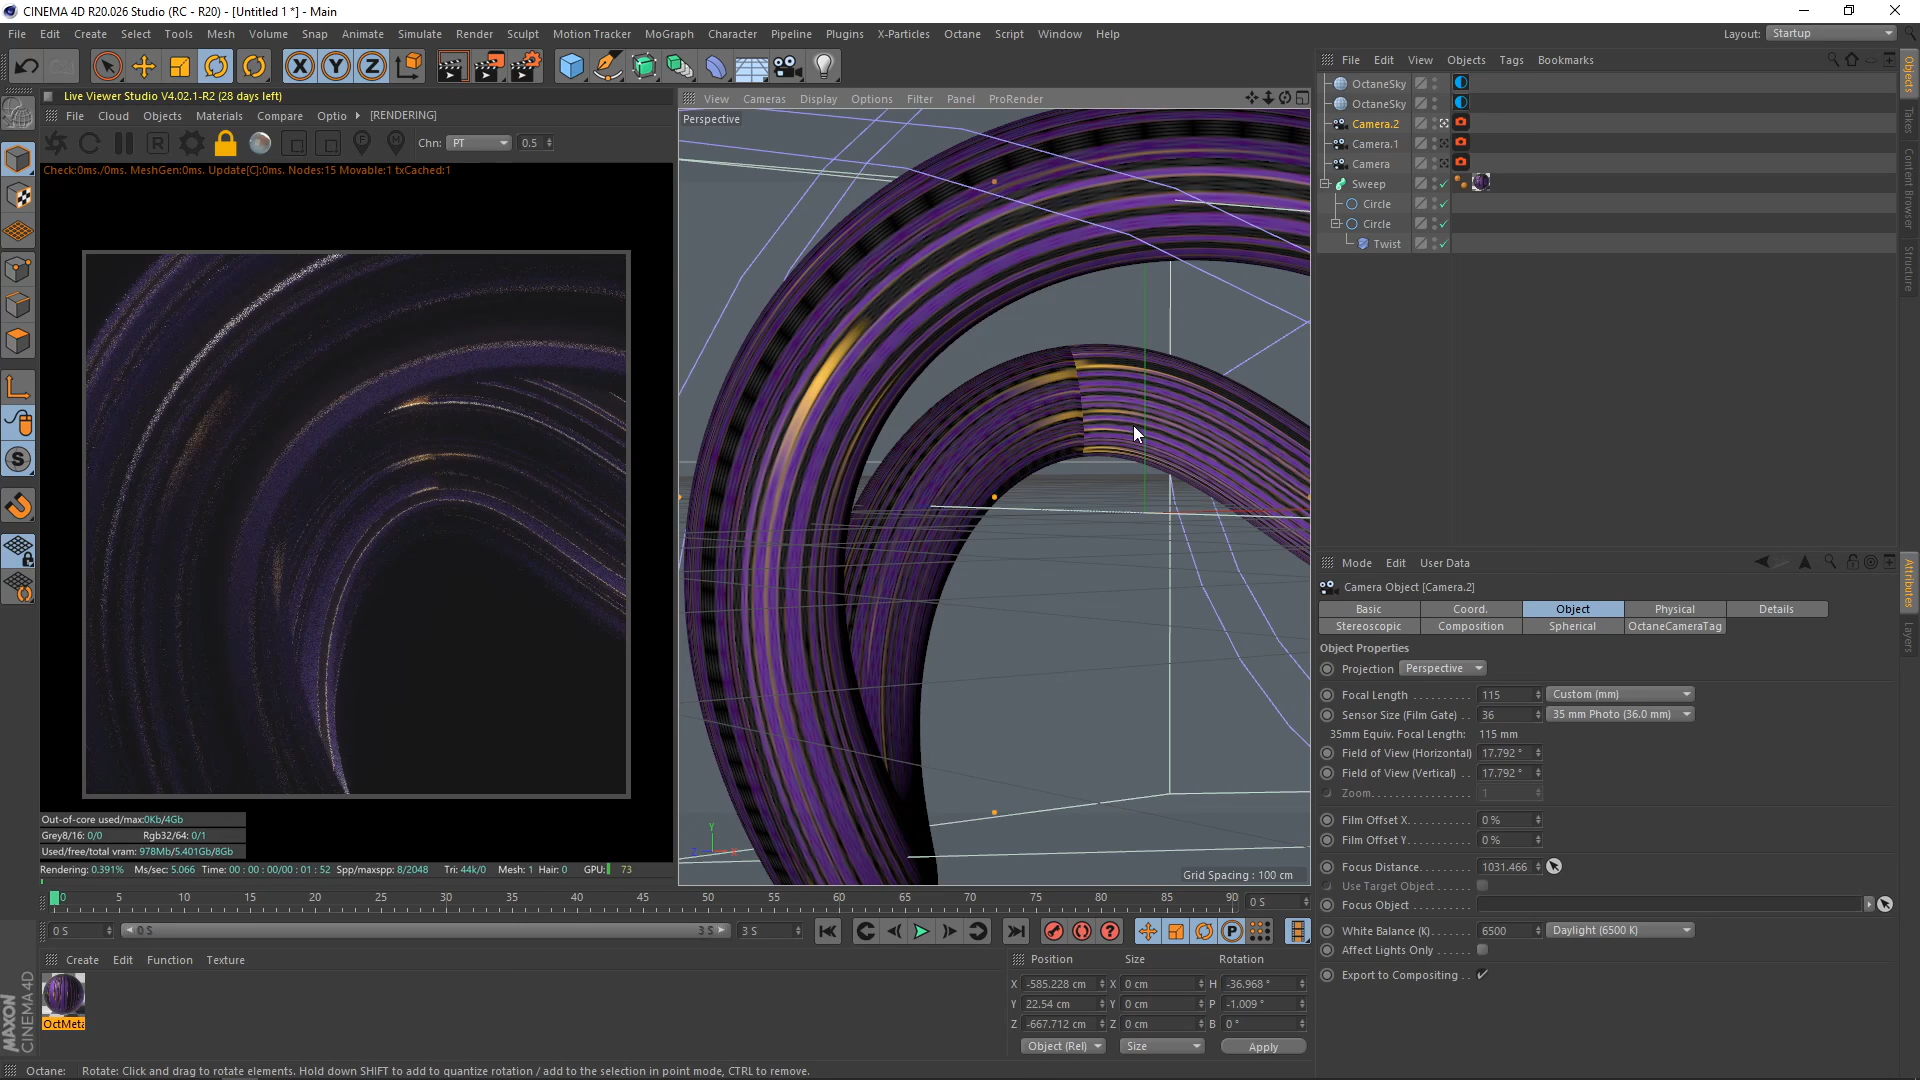 CINEMA 4D R20.026 Studio (RC - R20) - [Untitled 1 *] - Main
File Edit Create Select Tools Mesh Volume Snap Animate Simulate Render Sculpt Motion Tracker MoGraph Character Pipeline Plugins X-Particles Octane Script Window Help
Layout: Startup
Live Viewer Studio V4.02.1-R2 (28 days left)
File Cloud Objects Materials Compare Optio [RENDERING]
Chn: PT 0.5
Check:0ms./0ms. MeshGen:0ms. Update[C]:0ms. Nodes:15 Movable:1 txCached:1
Out-of-core used/max:0Kb/4Gb
Grey8/16: 0/0 Rgb32/64: 0/1
Used/free/total vram: 978Mb/5.401Gb/8Gb
Rendering: 0.391% Ms/sec: 5.066 Time: 00 : 00 : 00/00 : 01 : 52 Spp/maxspp: 8/2048 Tri: 44k/0 Mesh: 1 Hair: 0 GPU: 73
View Cameras Display Options Filter Panel ProRender
Perspective
Y
Z X
Grid Spacing : 100 cm
0 5 10 15 20 25 30 35 40 45 50 55 60 65 70 75 80 85 90 0 S
0 S 0 S 3 S 3 S
Create Edit Function Texture
OctMeta
MAXON
CINEMA 4D
Position Size Rotation
X -585.228 cm X 0 cm H -36.968 °
Y 22.54 cm Y 0 cm P -1.009 °
Z -667.712 cm Z 0 cm B 0 °
Object (Rel) Size Apply
Octane: Rotate: Click and drag to rotate elements. Hold down SHIFT to add to quantize rotation / add to the selection in point mode, CTRL to remove.
File Edit View Objects Tags Bookmarks
OctaneSky
OctaneSky
Camera.2
Camera.1
Camera
Sweep
Circle
Circle
Twist
Objects
Takes
Content Browser
Structure
Mode Edit User Data
Camera Object [Camera.2]
Basic Coord. Object Physical Details
Stereoscopic Composition Spherical OctaneCameraTag
Object Properties
Projection Perspective
Focal Length 115 Custom (mm)
Sensor Size (Film Gate) 36 35 mm Photo (36.0 mm)
35mm Equiv. Focal Length: 115 mm
Field of View (Horizontal) 17.792 °
Field of View (Vertical) 17.792 °
Zoom 1
Film Offset X 0 %
Film Offset Y 0 %
Focus Distance 1031.466
Use Target Object
Focus Object
White Balance (K) 6500 Daylight (6500 K)
Affect Lights Only
Export to Compositing
Attributes
Layers